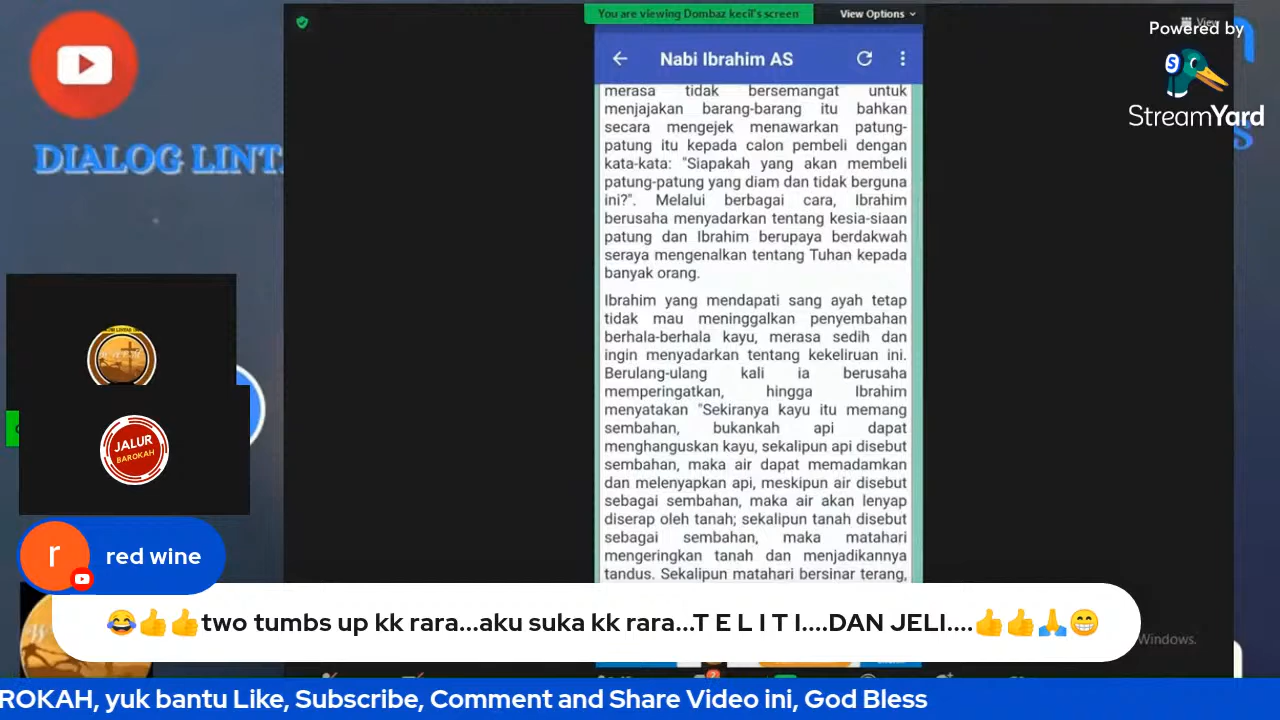 You are viewing Dombaz kecil's screen
View Options
View
Powered by
StreamYard
DIALOG LINT
Nabi Ibrahim AS
merasa tidak bersemangat untuk
menjajakan barang-barang itu bahkan
secara mengejek menawarkan patung-
patung itu kepada calon pembeli dengan
kata-kata: "Siapakah yang akan membeli
patung-patung yang diam dan tidak berguna
ini?". Melalui berbagai cara, Ibrahim
berusaha menyadarkan tentang kesia-siaan
patung dan Ibrahim berupaya berdakwah
seraya mengenalkan tentang Tuhan kepada
banyak orang.
Ibrahim yang mendapati sang ayah tetap
tidak mau meninggalkan penyembahan
berhala-berhala kayu, merasa sedih dan
ingin menyadarkan tentang kekeliruan ini.
Berulang-ulang kali ia berusaha
memperingatkan, hingga Ibrahim
menyatakan "Sekiranya kayu itu memang
sembahan, bukankah api dapat
menghanguskan kayu, sekalipun api disebut
sembahan, maka air dapat memadamkan
dan melenyapkan api, meskipun air disebut
sebagai sembahan, maka air akan lenyap
diserap oleh tanah; sekalipun tanah disebut
sebagai sembahan, maka matahari
mengeringkan tanah dan menjadikannya
tandus. Sekalipun matahari bersinar terang,
JALUR
BAROKAH
r
red wine
😂👍👍two tumbs up kk rara...aku suka kk rara...T E L I T I....DAN JELI....👍👍🙏😁
Windows.
ROKAH, yuk bantu Like, Subscribe, Comment and Share Video ini, God Bless